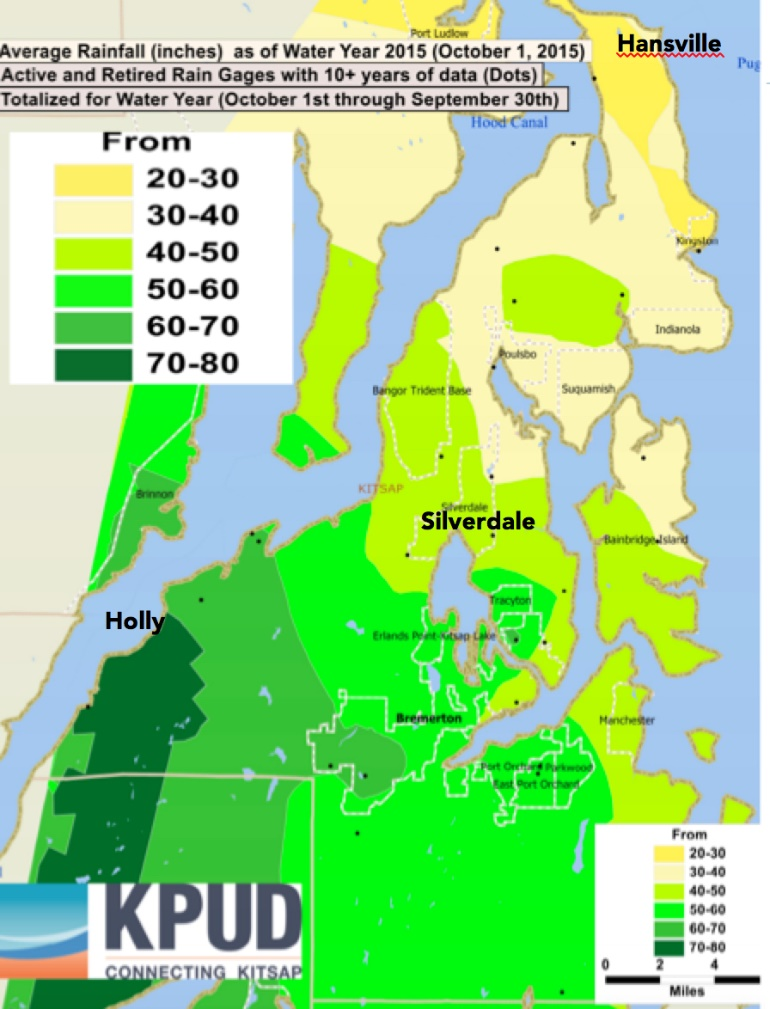 Port Ludlow
Hansville
Average Rainfall (inches) as of Water Year 2015 (October 1, 2015)
Active and Retired Rain Gages with 10+ years of data (Dots)
Totalized for Water Year (October 1st through September 30th)
Pug
Hood Canal
From
20-30
30-40
40-50
50-60
60-70
70-80
Kingston
Indianola
Poulsbo
Suquamish
Bangor Trident Base
KITSAP
Brinnon
Silverdale
Silverdale
Bainbridge Island
Tracyton
Holly
Erlands Point-Kitsap Lake
Bremerton
Manchester
Port Orchard Parkwood
East Port Orchard
From
20-30
30-40
40-50
50-60
60-70
70-80
0 2 4
Miles
KPUD
CONNECTING KITSAP